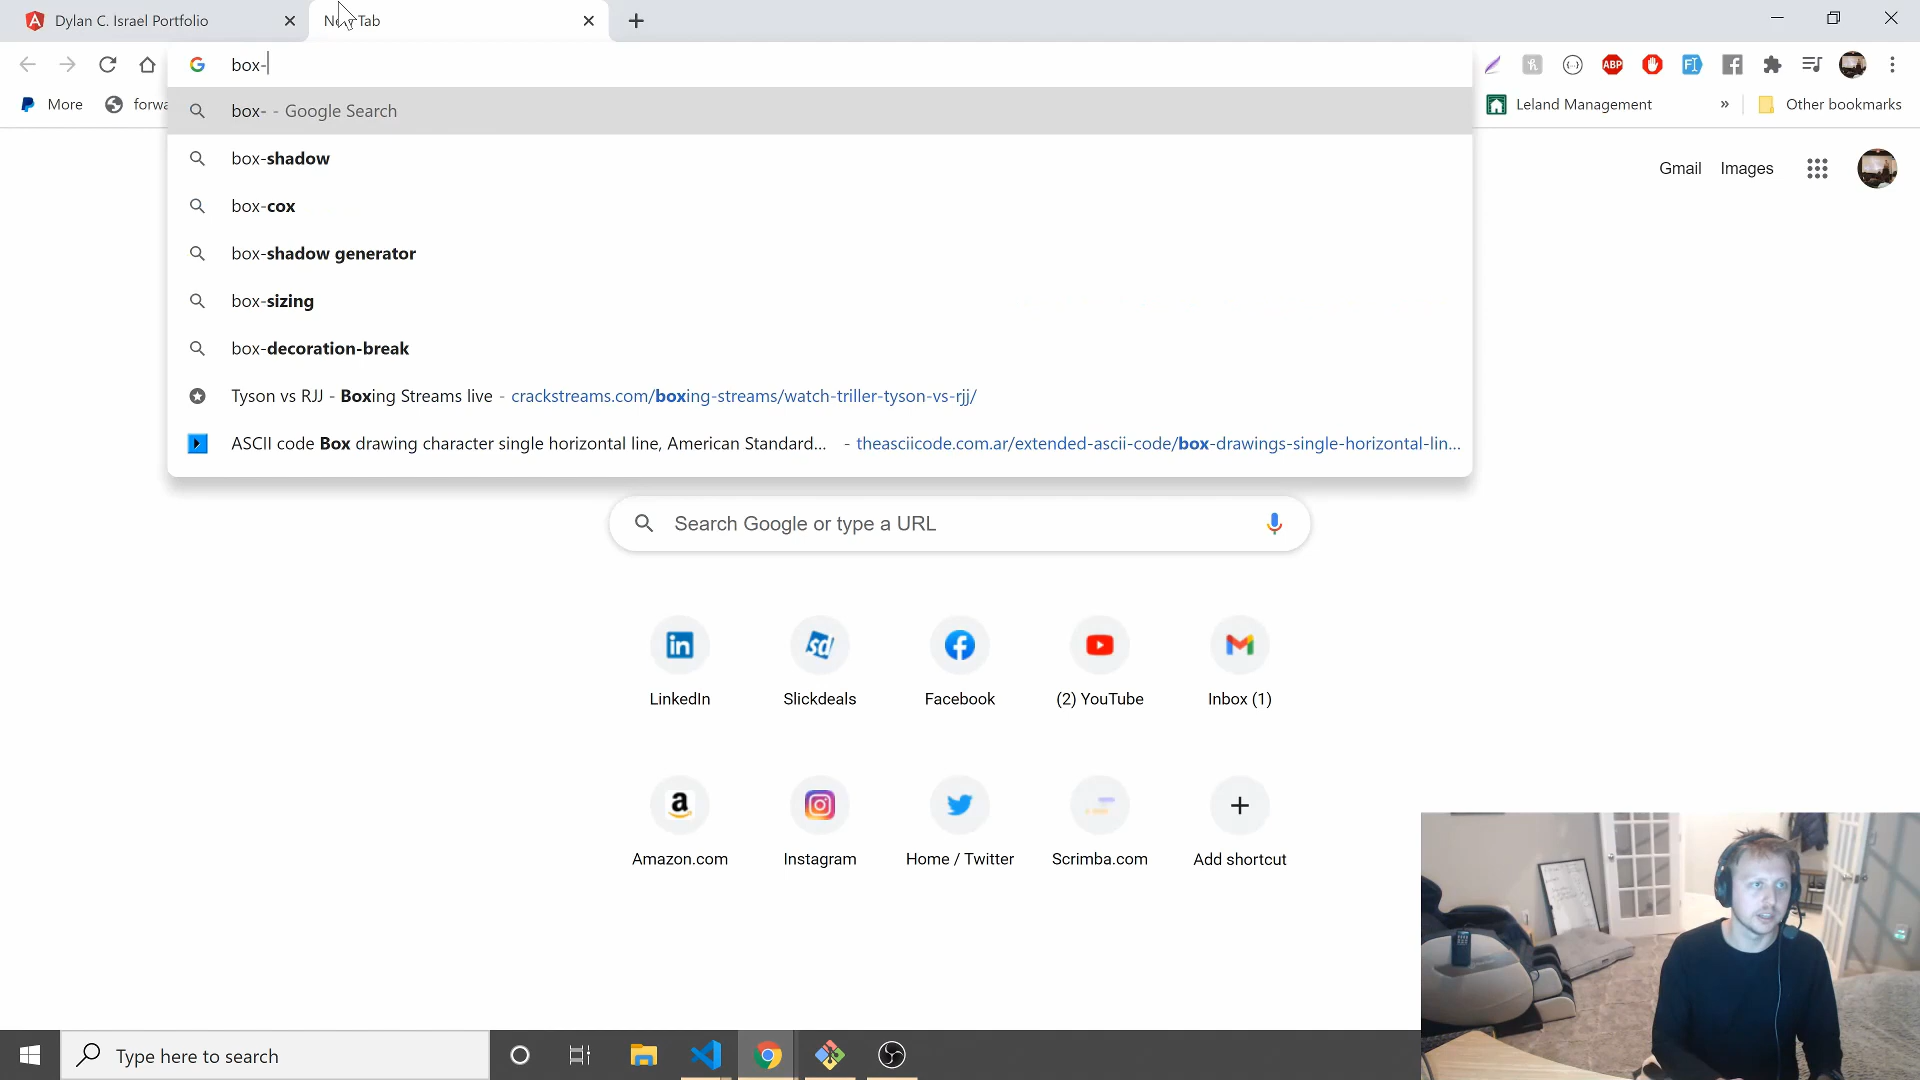 Dylan C. Israel Portfolio
Tab
box-
More
Leland Management
»
Other bookmarks
box- - Google Search
box-shadow
box-cox
box-shadow generator
box-sizing
box-decoration-break
Tyson vs RJJ - Boxing Streams live - crackstreams.com/boxing-streams/watch-triller-tyson-vs-rjj/
ASCII code Box drawing character single horizontal line, American Standard... - theasciicode.com.ar/extended-ascii-code/box-drawings-single-horizontal-lin...
Gmail Images
ABP
Search Google or type a URL
LinkedIn
Slickdeals
Facebook
(2) YouTube
Inbox (1)
Amazon.com
Instagram
Home / Twitter
Scrimba.com
Add shortcut
Type here to search